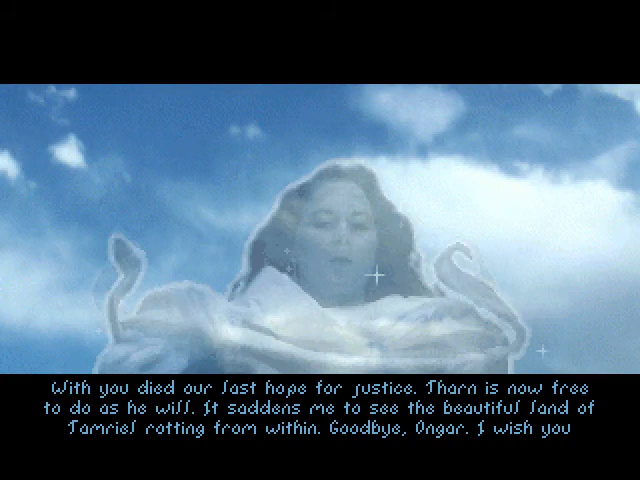 With you died our last hope for justice. Tharn is now free
to do as he will. It saddens me to see the beautiful land of
Tamriel rotting from within. Goodbye, Ongar. I wish you